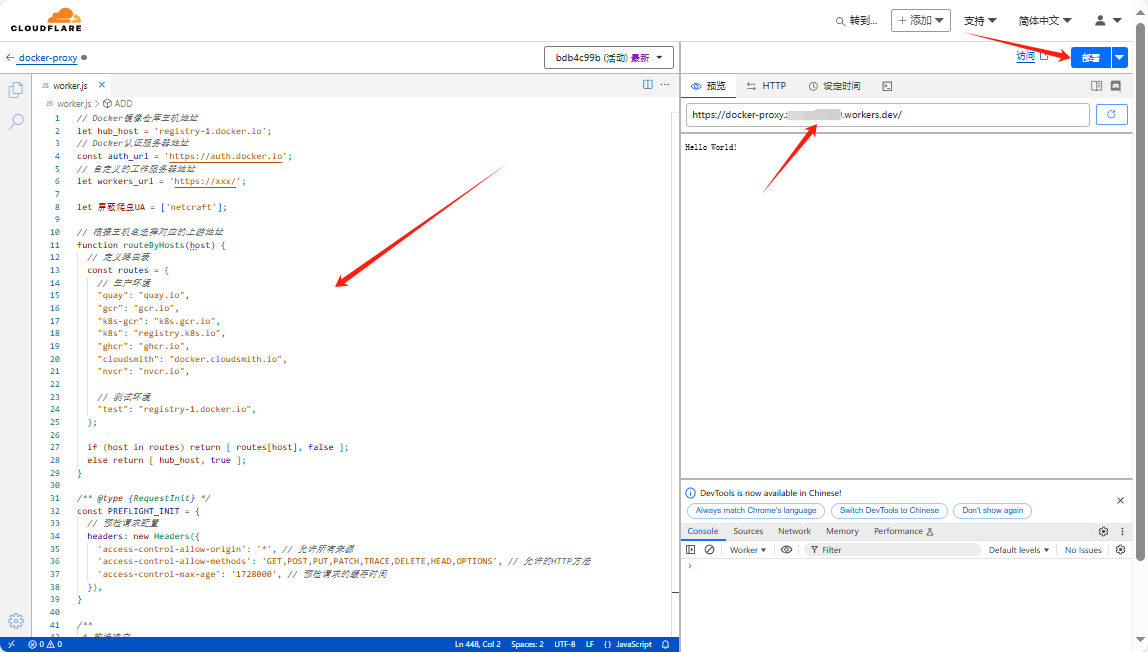 CLOUDFLARE
转到...
+ 添加
支持
简体中文
docker-proxy
bdb4c99b (活动) 最新
访问
部署
JS worker.js
JS worker.js > ADD
预览
HTTP
设定时间
https://docker-proxy.
.workers.dev/
Hello World!
1 // Docker镜像仓库主机地址
2 let hub_host = 'registry-1.docker.io';
3 // Docker认证服务器地址
4 const auth_url = 'https://auth.docker.io';
5 // 自定义的工作服务器地址
6 let workers_url = 'https://xxx/';
7
8 let 屏蔽爬虫UA = ['netcraft'];
9
10 // 根据主机名选择对应的上游地址
11 function routeByHosts(host) {
12 // 定义路由表
13 const routes = {
14 // 生产环境
15 "quay": "quay.io",
16 "gcr": "gcr.io",
17 "k8s-gcr": "k8s.gcr.io",
18 "k8s": "registry.k8s.io",
19 "ghcr": "ghcr.io",
20 "cloudsmith": "docker.cloudsmith.io",
21 "nvcr": "nvcr.io",
22
23 // 测试环境
24 "test": "registry-1.docker.io",
25 };
26
27 if (host in routes) return [ routes[host], false ];
28 else return [ hub_host, true ];
29 }
30
31 /** @type {RequestInit} */
32 const PREFLIGHT_INIT = {
33 // 预检请求配置
34 headers: new Headers({
35 'access-control-allow-origin': '*', // 允许所有来源
36 'access-control-allow-methods': 'GET,POST,PUT,PATCH,TRACE,DELETE,HEAD,OPTIONS', // 允许的HTTP方法
37 'access-control-max-age': '1728000', // 预检请求的缓存时间
38 }),
39 }
40
41 /**
DevTools is now available in Chinese!
Always match Chrome's language
Switch DevTools to Chinese
Don't show again
Console
Sources
Network
Memory
Performance
Worker
Filter
Default levels
No Issues
0 0
Ln 448, Col 2
Spaces: 2
UTF-8
LF
{} JavaScript